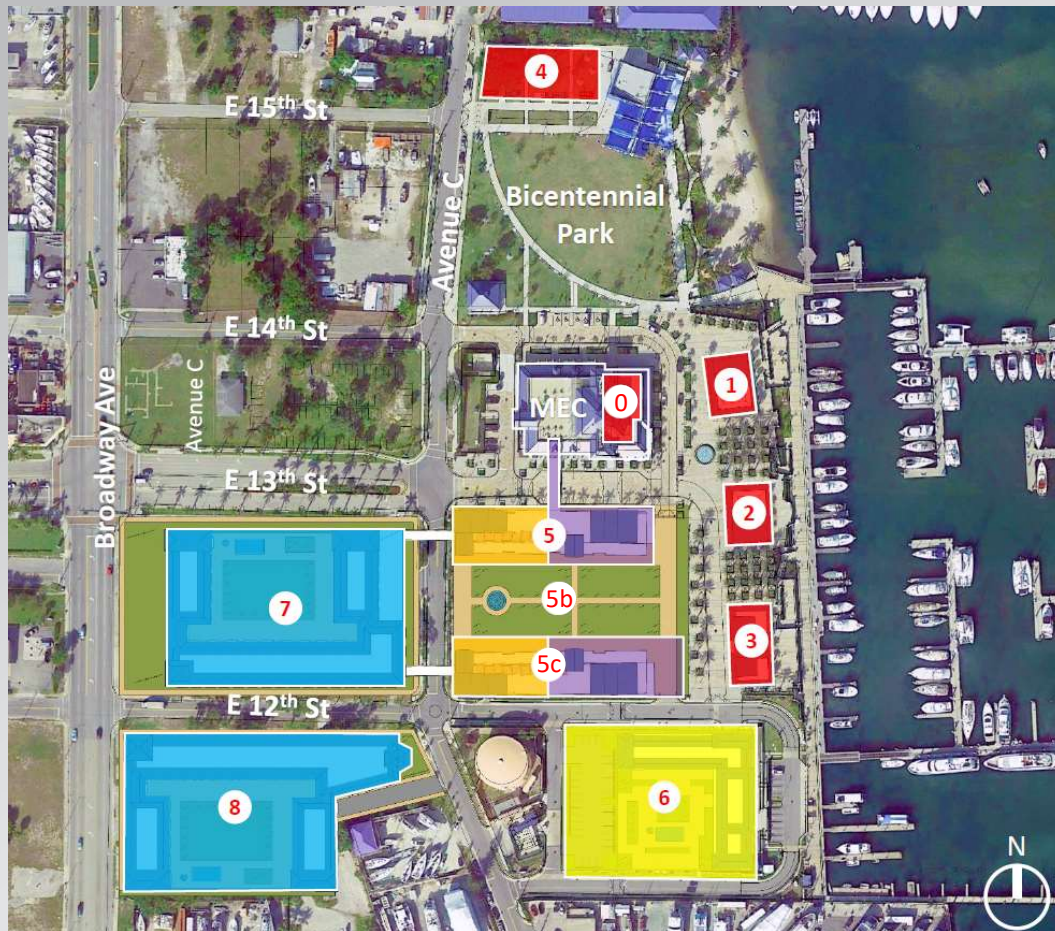 4
E 15th St
Bicentennial
Park
Avenue C
E 14th St
1
0
MEC
Avenue C
Broadway Ave
E 13th St
2
5
5b
7
3
5c
E 12th St
6
8
N